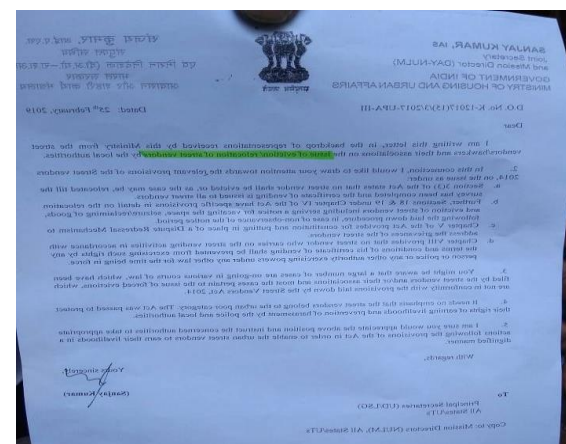 SANJAY KUMAR, IAS
Joint Secretary
and Mission Director (DAY-NULM)
GOVERNMENT OF INDIA
MINISTRY OF HOUSING AND URBAN AFFAIRS
सत्यमेव जयते
संजय कुमार, आई.ए.एस.
संयुक्त सचिव
भारत सरकार
आवासन और शहरी कार्य मंत्रालय
D.O. No. K-12017(15)/3/2017-UPA-III
Dated: 25th February, 2019
Dear
I am writing this letter, in the backdrop of representations received by this Ministry from the street
vendors/hawkers and their associations on the issue of eviction/relocation of street vendors by the local authorities.
2. In this connection, I would like to draw your attention towards the relevant provisions of the Street Vendors
2014, on the issue as under:
a. Section 3(3) of the Act states that no street vendor shall be evicted or, as the case may be, relocated till the
survey has been completed and the certificate of vending is issued to all street vendors.
b. Further, Sections 18 & 19 under Chapter IV of the Act lays specific provisions in detail on the relocation
and eviction of street vendors including serving a notice for vacating the space, seizure/reclaiming of goods,
following the laid down procedure, in case of non-observance of the notice period.
c. Chapter V of the Act provides for constitution and putting in place of a Dispute Redressal Mechanism to
address the grievances of the street vendors.
d. Chapter VIII provides that no street vendor who carries on the street vending activities in accordance with
the terms and conditions of his certificate of vending shall be prevented from exercising such rights by any
person or police or any other authority exercising powers under any other law for the time being in force
3. You might be aware that a large number of cases are on-going in various courts of law, which have been
filed by the street vendors and/or their associations and most the cases pertain to the issue of forced evictions, which
are not in conformity with the provisions laid down by the Street Vendors Act, 2014.
4. It needs no emphasis that the street vendors belong to the urban poor category. The Act was passed to protect
their rights to earning livelihoods and prevention of harassment by the police and local authorities.
5. I am sure you would appreciate the above position and instruct the concerned authorities to take appropriate
actions following the provisions of the Act in order to enable the urban street vendors to earn their livelihoods in a
dignified manner.
With regards,
Yours sincerely,
(Sanjay Kumar)
To
Principal Secretaries (UD/LSG)
All States/UTs
Copy to: Mission Directors (NULM), All States/UTs